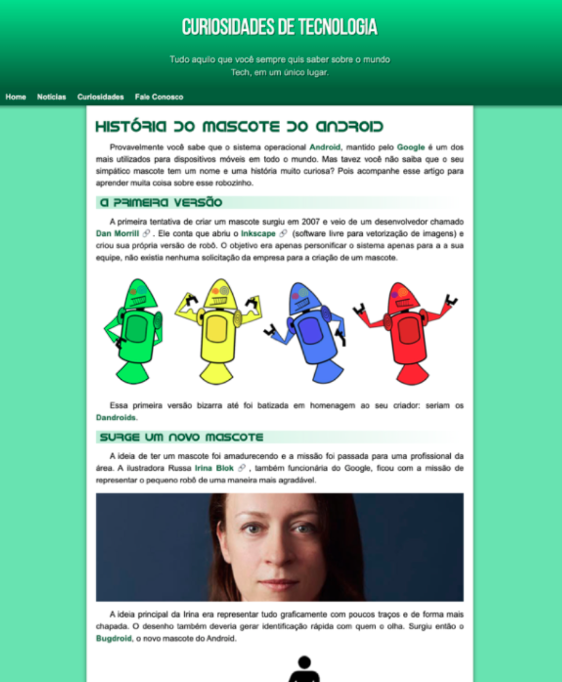 CURIOSIDADES DE TECNOLOGIA
Tudo aquilo que você sempre quis saber sobre o mundo
Tech, em um único lugar.
Home Notícias Curiosidades Fale Conosco
HISTÓRIA DO MASCOTE DO ANDROID
Provavelmente você sabe que o sistema operacional Android, mantido pelo Google é um dos
mais utilizados para dispositivos móveis em todo o mundo. Mas tavez você não saiba que o seu
simpático mascote tem um nome e uma história muito curiosa? Pois acompanhe esse artigo para
aprender muita coisa sobre esse robozinho.
A PRIMEIRA VERSÃO
A primeira tentativa de criar um mascote surgiu em 2007 e veio de um desenvolvedor chamado
Dan Morrill . Ele conta que abriu o Inkscape (software livre para vetorização de imagens) e
criou sua própria versão de robô. O objetivo era apenas personificar o sistema apenas para a a sua
equipe, não existia nenhuma solicitação da empresa para a criação de um mascote.
Essa primeira versão bizarra até foi batizada em homenagem ao seu criador: seriam os
Dandroids.
SURGE UM NOVO MASCOTE
A ideia de ter um mascote foi amadurecendo e a missão foi passada para uma profissional da
área. A ilustradora Russa Irina Blok , também funcionária do Google, ficou com a missão de
representar o pequeno robô de uma maneira mais agradável.
A ideia principal da Irina era representar tudo graficamente com poucos traços e de forma mais
chapada. O desenho também deveria gerar identificação rápida com quem o olha. Surgiu então o
Bugdroid, o novo mascote do Android.